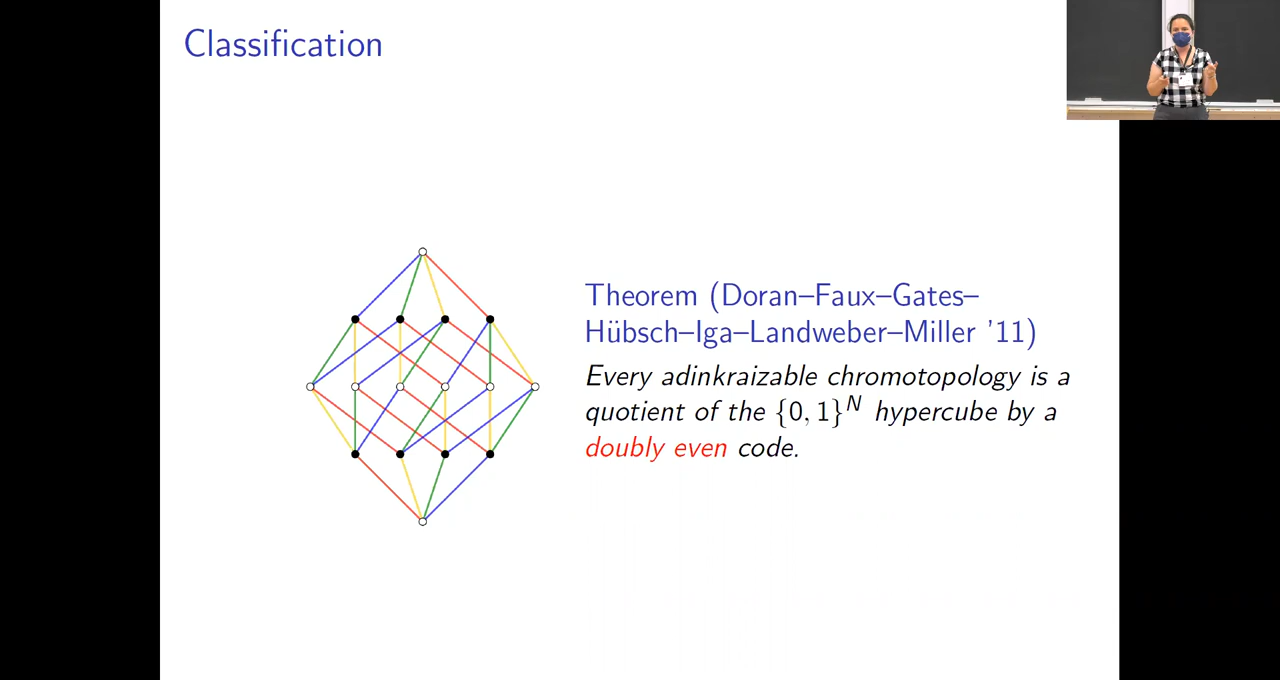 Classification
Theorem (Doran–Faux–Gates–
Hübsch–Iga–Landweber–Miller ’11)
Every adinkraizable chromotopology is a
quotient of the {0, 1}^N hypercube by a
doubly even code.